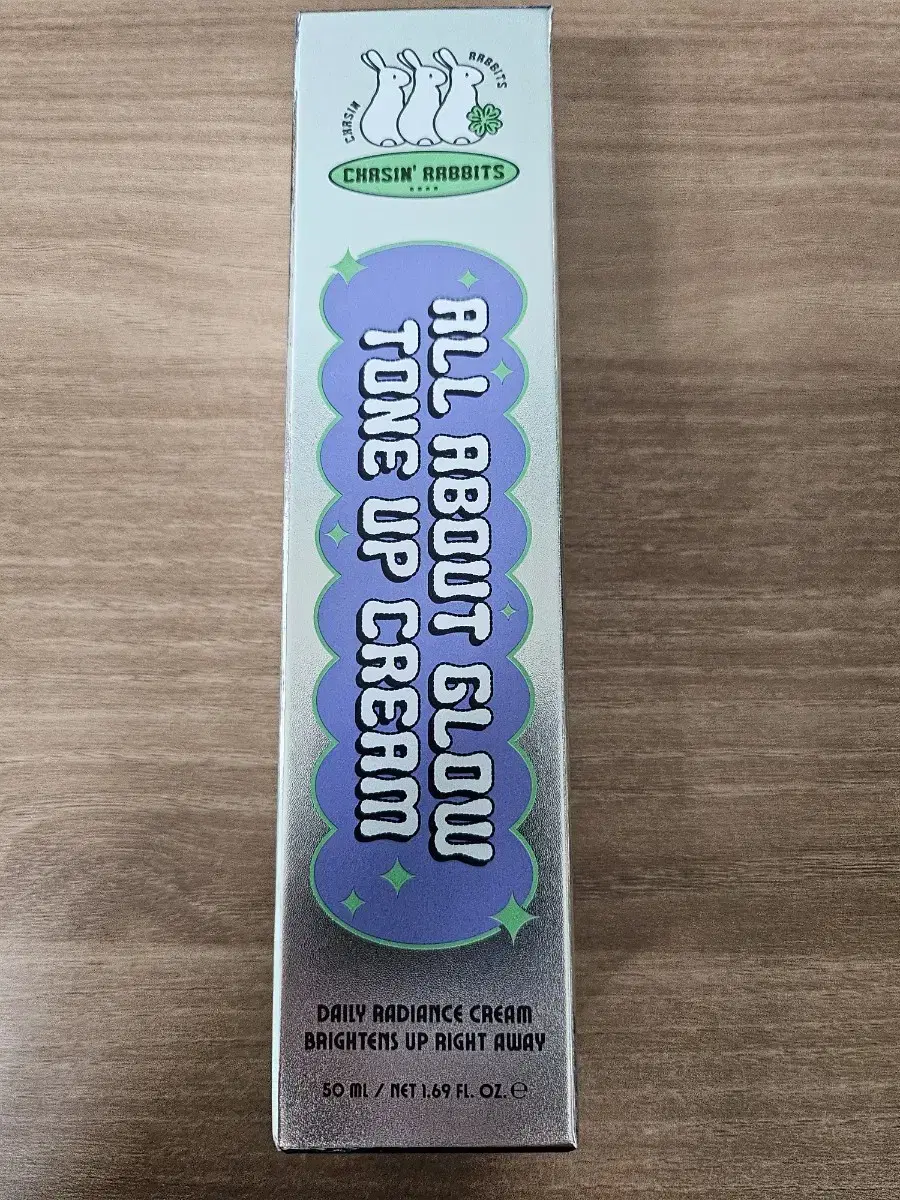 CHASIN
RABBITS
CHASIN' RABBITS
ALL ABOUT GLOW
TONE UP CREAM
DAILY RADIANCE CREAM
BRIGHTENS UP RIGHT AWAY
50 ML / NET 1.69 FL. OZ. ℮